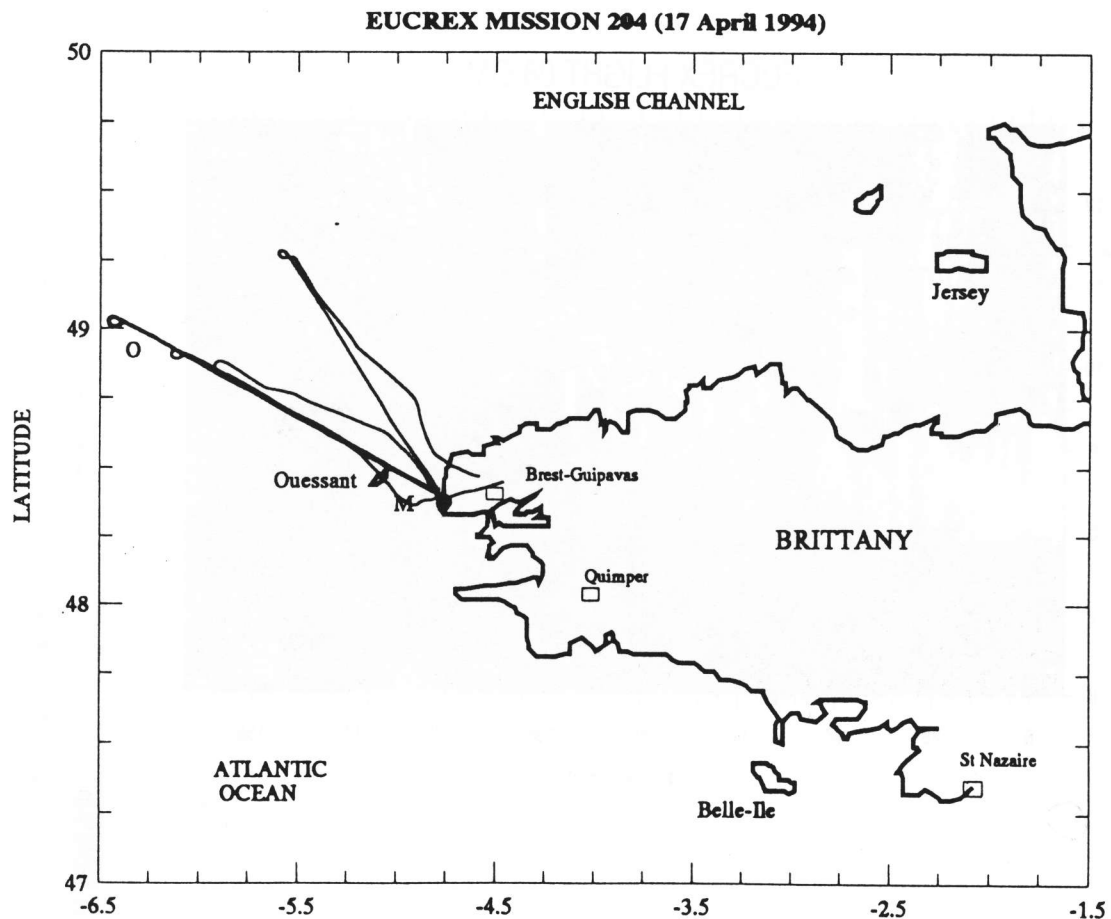 EUCREX MISSION 204 (17 April 1994)
50
ENGLISH CHANNEL
Jersey
49
O
LATITUDE
Ouessant
Brest-Guipavas
M
BRITTANY
Quimper
48
ATLANTIC
OCEAN
St Nazaire
Belle-Ile
47
-6.5
-5.5
-4.5
-3.5
-2.5
-1.5